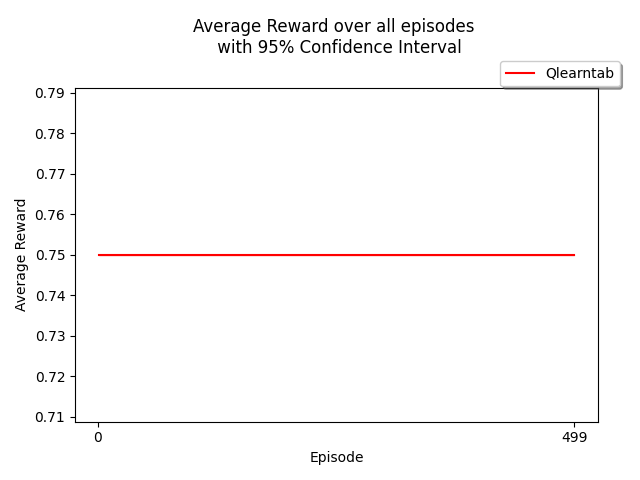 Average Reward over all episodes
with 95% Confidence Interval
Qlearntab
0.79
0.78
0.77
0.76
0.75
0.74
0.73
0.72
0.71
Average Reward
0
499
Episode